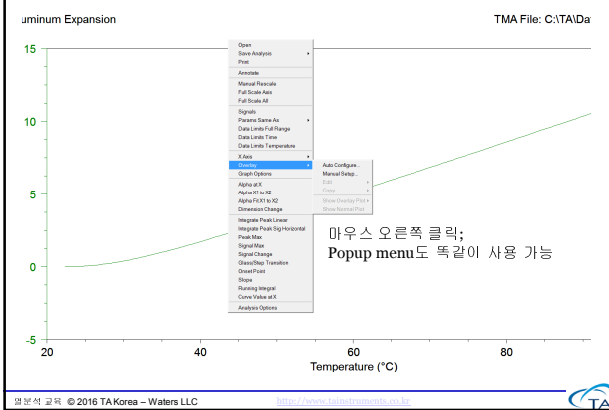 uminum Expansion
TMA File: C:\TA\Da
15
10
5
0
-5
20
40
60
80
Temperature (°C)
Open
Save Analysis
Print
Annotate
Manual Rescale
Full Scale Axis
Full Scale All
Signals
Params Same As
Data Limits Full Range
Data Limits Time
Data Limits Temperature
X Axis
Overlay
Graph Options
Alpha at X
Alpha X1 to X2
Alpha Fit X1 to X2
Dimension Change
Integrate Peak Linear
Integrate Peak Sig Horizontal
Peak Max
Signal Max
Signal Change
Glass/Step Transition
Onset Point
Slope
Running Integral
Curve Value at X
Analysis Options
Auto Configure...
Manual Setup...
Edit
Show Overlay Plot
Show Normal Plot
마우스 오른쪽 클릭;
Popup menu도 똑같이 사용 가능
열분석 교육 © 2016 TA Korea – Waters LLC
http://www.tainstruments.co.kr
TA